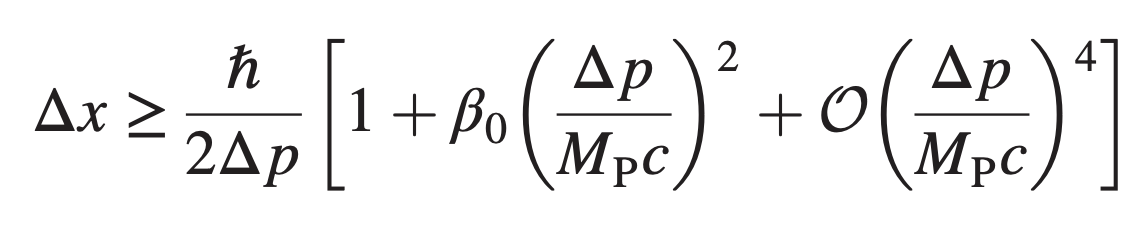 Δx ≥ ħ/(2Δp) [1 + β₀(Δp/(M_P c))² + 𝒪(Δp/(M_P c))⁴]